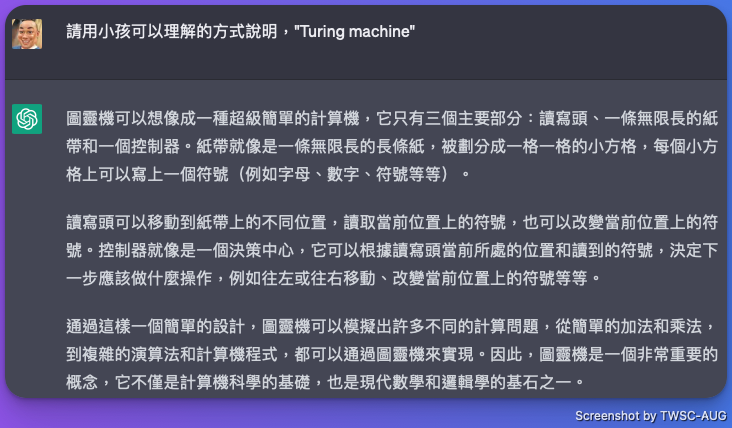 請用小孩可以理解的方式說明，"Turing machine"
圖靈機可以想像成一種超級簡單的計算機，它只有三個主要部分：讀寫頭、一條無限長的紙
帶和一個控制器。紙帶就像是一條無限長的長條紙，被劃分成一格一格的小方格，每個小方
格上可以寫上一個符號（例如字母、數字、符號等等）。
讀寫頭可以移動到紙帶上的不同位置，讀取當前位置上的符號，也可以改變當前位置上的符
號。控制器就像是一個決策中心，它可以根據讀寫頭當前所處的位置和讀到的符號，決定下
一步應該做什麼操作，例如往左或往右移動、改變當前位置上的符號等等。
通過這樣一個簡單的設計，圖靈機可以模擬出許多不同的計算問題，從簡單的加法和乘法，
到複雜的演算法和計算機程式，都可以通過圖靈機來實現。因此，圖靈機是一個非常重要的
概念，它不僅是計算機科學的基礎，也是現代數學和邏輯學的基石之一。
Screenshot by TWSC-AUG